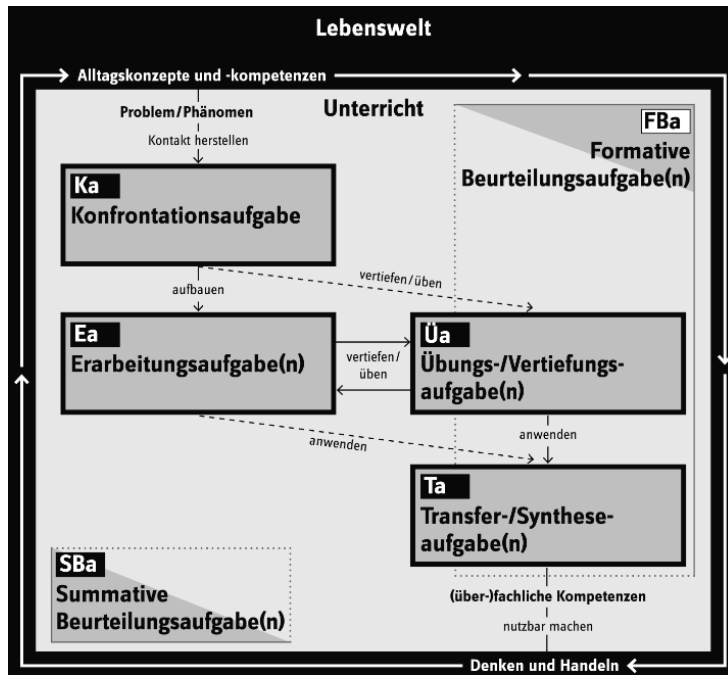 Lebenswelt
Alltagskonzepte und -kompetenzen
Problem/Phänomen
Kontakt herstellen
Unterricht
FBa
Formative
Beurteilungsaufgabe(n)
Ka
Konfrontationsaufgabe
aufbauen
vertiefen/üben
Ea
Erarbeitungsaufgabe(n)
vertiefen/
üben
Üa
Übungs-/Vertiefungs-
aufgabe(n)
anwenden
anwenden
Ta
Transfer-/Synthese-
aufgabe(n)
SBa
Summative
Beurteilungsaufgabe(n)
(über-)fachliche Kompetenzen
nutzbar machen
Denken und Handeln